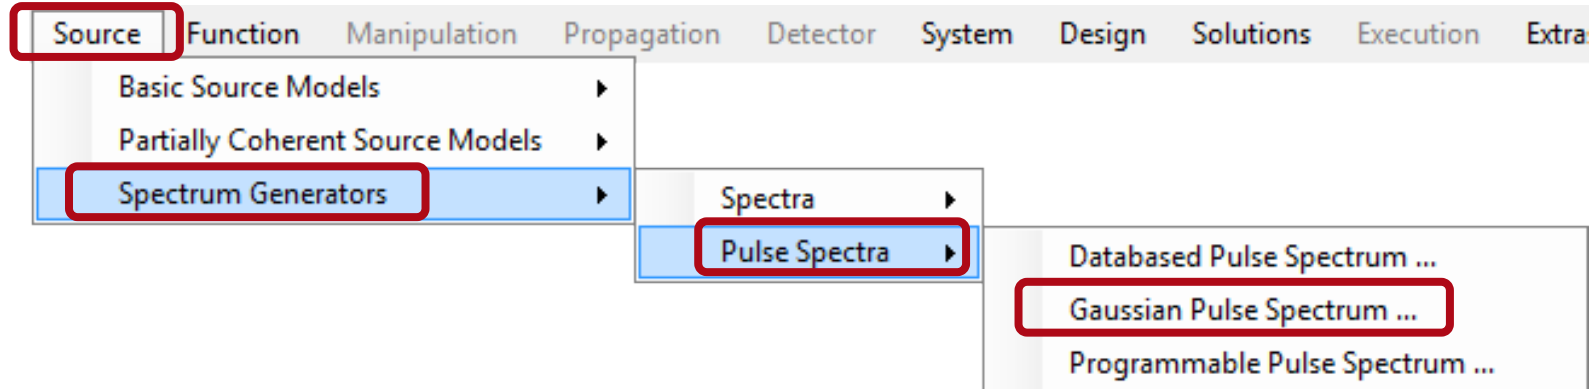 Source Function Manipulation Propagation Detector System Design Solutions Execution Extra
Basic Source Models
Partially Coherent Source Models
Spectrum Generators
Spectra
Pulse Spectra
Databased Pulse Spectrum ...
Gaussian Pulse Spectrum ...
Programmable Pulse Spectrum ...